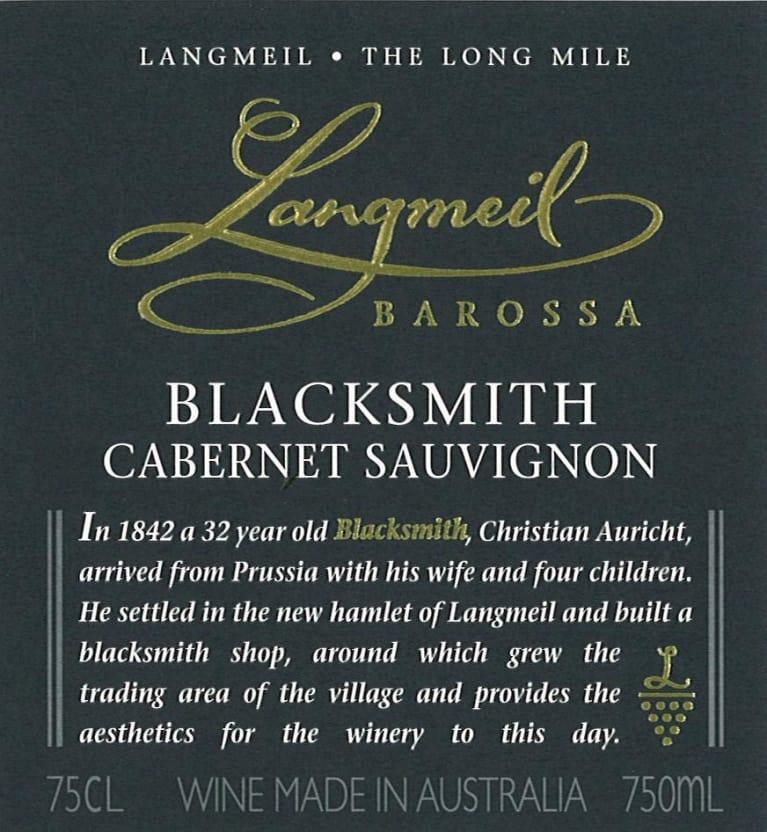 LANGMEIL • THE LONG MILE
Langmeil
BAROSSA
BLACKSMITH
CABERNET SAUVIGNON
In 1842 a 32 year old Blacksmith, Christian Auricht,
arrived from Prussia with his wife and four children.
He settled in the new hamlet of Langmeil and built a
blacksmith shop, around which grew the
trading area of the village and provides the
aesthetics for the winery to this day.
L
75CL WINE MADE IN AUSTRALIA 750mL